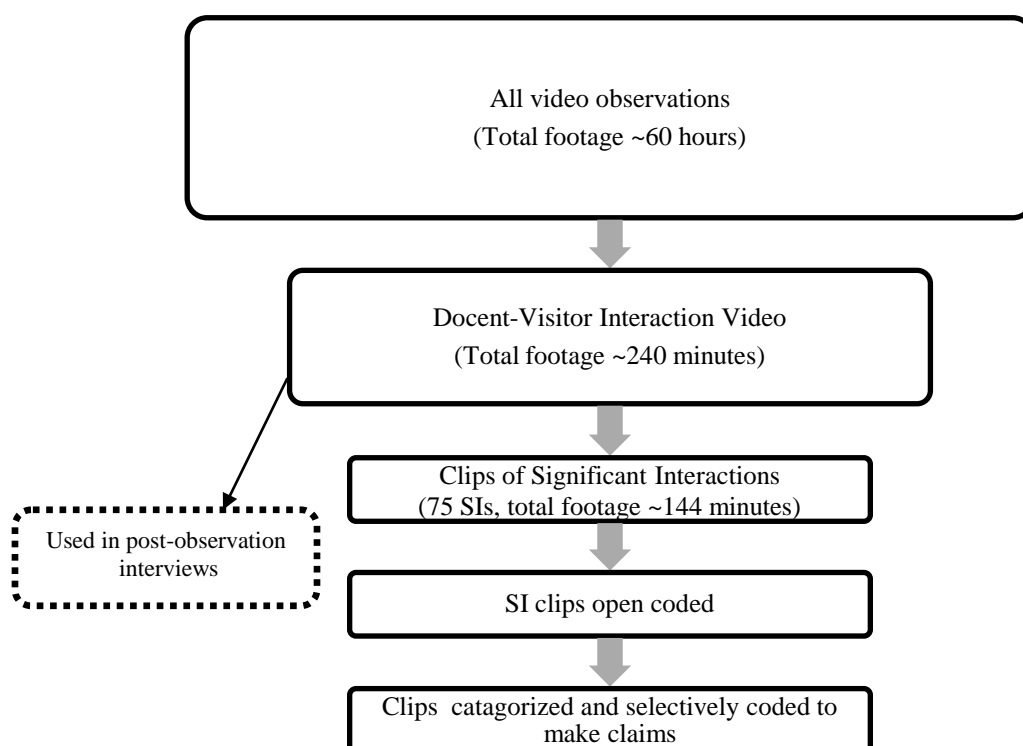 All video observations
(Total footage ~60 hours)
Docent-Visitor Interaction Video
(Total footage ~240 minutes)
Clips of Significant Interactions
(75 SIs, total footage ~144 minutes)
Used in post-observation
interviews
SI clips open coded
Clips catagorized and selectively coded to
make claims